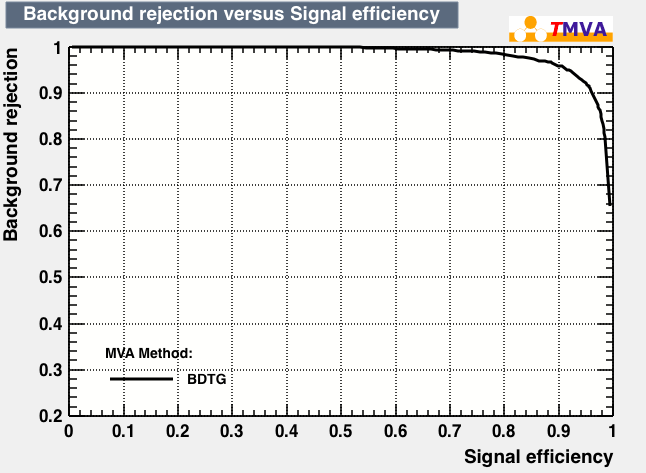 Background rejection versus Signal efficiency
TMVA
Background rejection
1
0.9
0.8
0.7
0.6
0.5
0.4
0.3
0.2
MVA Method:
BDTG
0 0.1 0.2 0.3 0.4 0.5 0.6 0.7 0.8 0.9 1
Signal efficiency